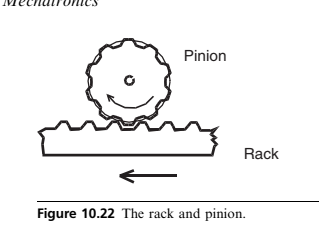 Mechatronics
Pinion
Rack
Figure 10.22 The rack and pinion.